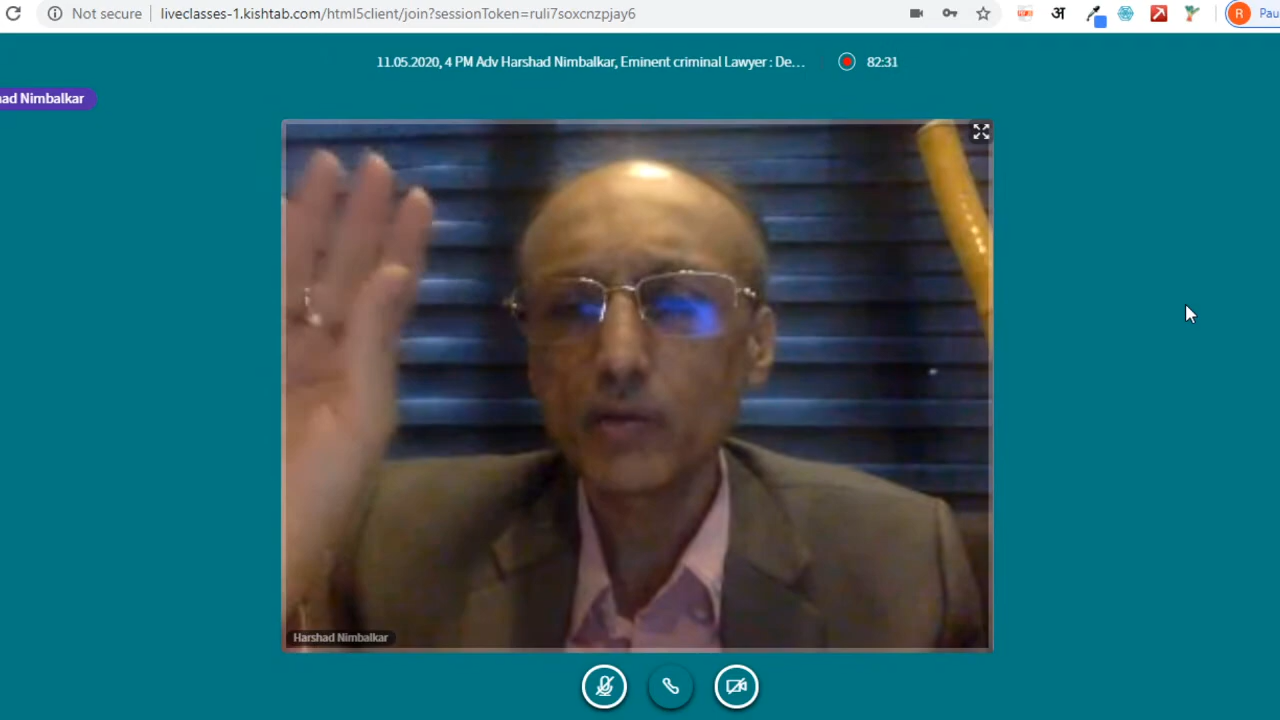 Not secure
liveclasses-1.kishtab.com/html5client/join?sessionToken=ruli7soxcnzpjay6
अ
R
Pau
11.05.2020, 4 PM Adv Harshad Nimbalkar, Eminent criminal Lawyer : De...
82:31
ad Nimbalkar
Harshad Nimbalkar